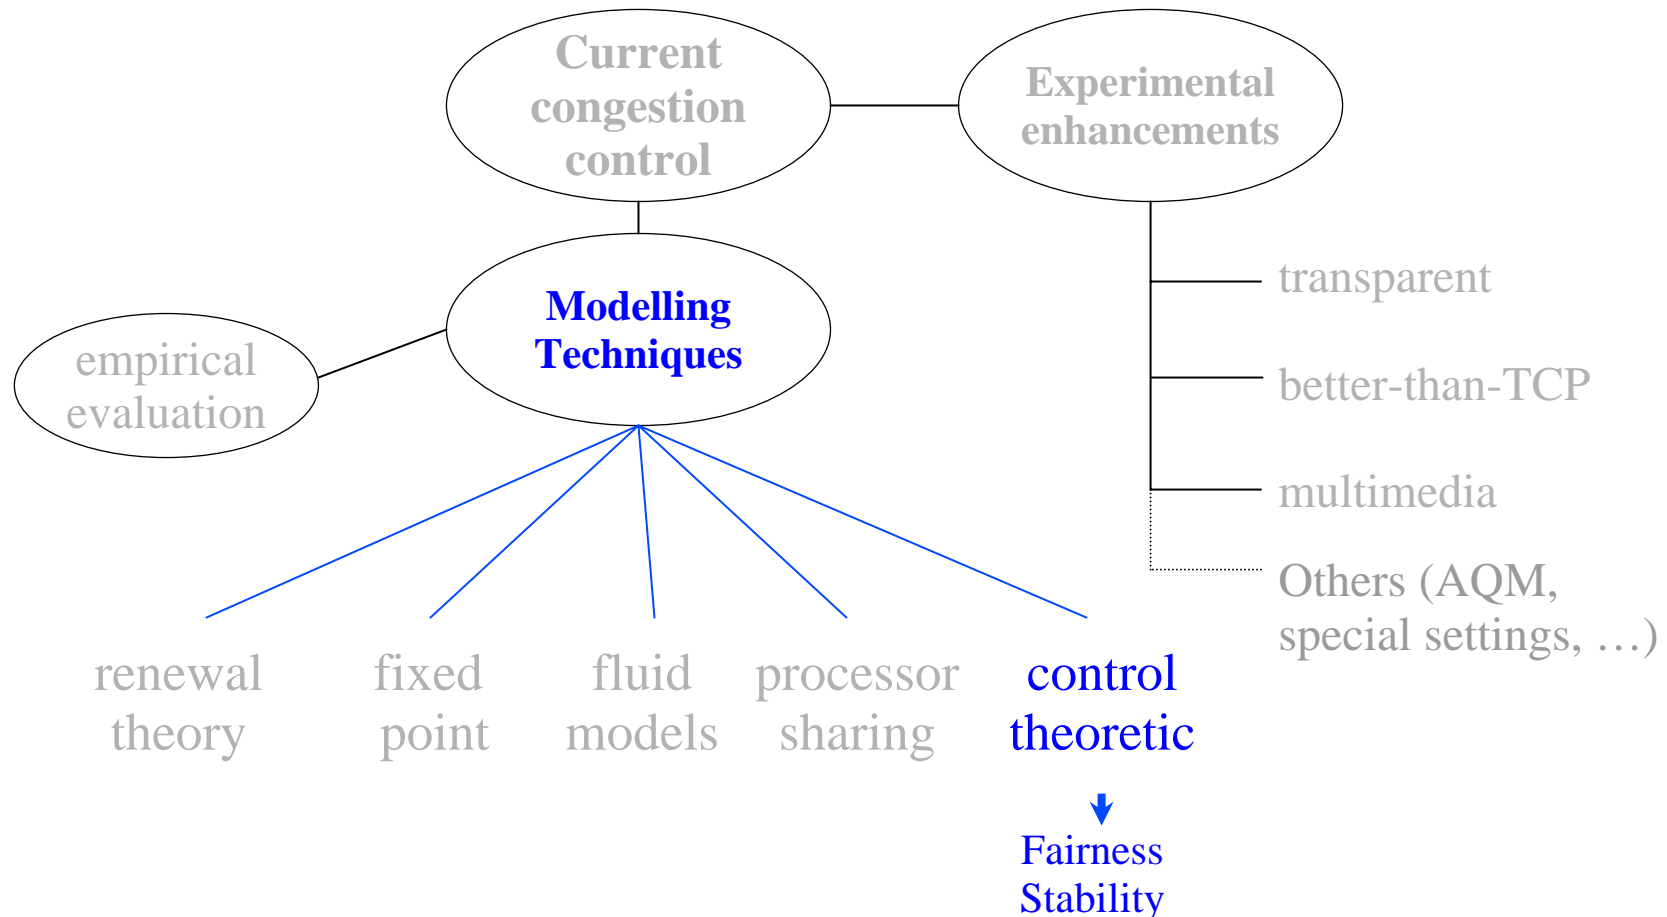 Current
congestion
control
Experimental
enhancements
transparent
better-than-TCP
multimedia
Others (AQM,
special settings, …)
Modelling
Techniques
empirical
evaluation
renewal
theory
fixed
point
fluid
models
processor
sharing
control
theoretic
Fairness
Stability